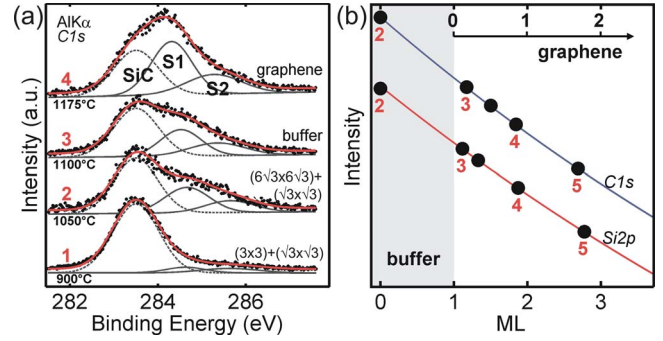 (a)
AlKα
C1s
SiC
S1
S2
4
1175°C
graphene
3
1100°C
buffer
2
1050°C
(6√3x6√3)+
(√3x√3)
1
900°C
(3x3)+(√3x√3)
Intensity (a.u.)
282 284 286
Binding Energy (eV)
(b)
0 1 2
graphene
2
2
3
3
4
4
5
5
C1s
Si2p
buffer
Intensity
0 1 2 3
ML